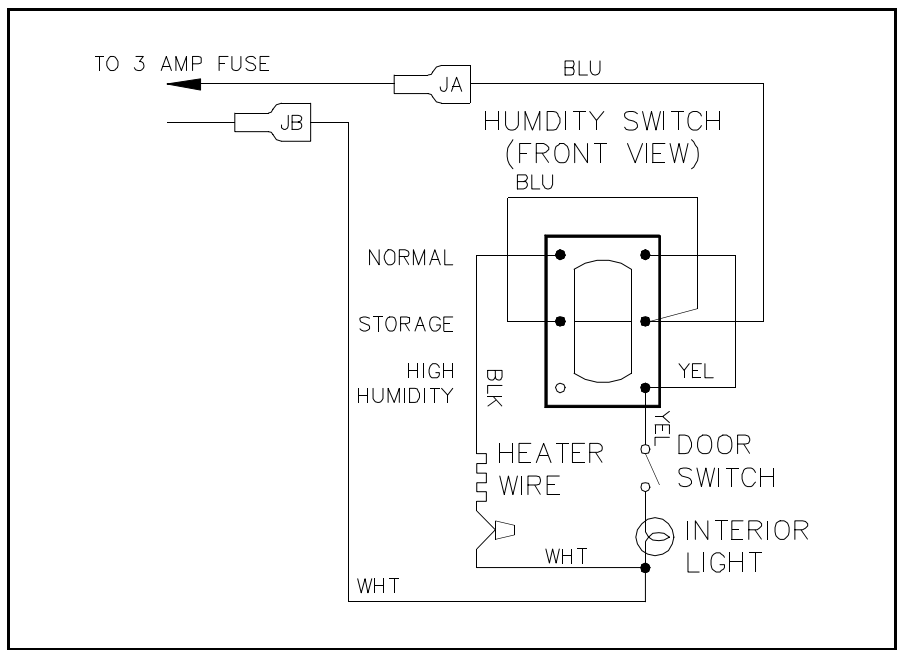 TO 3 AMP FUSE
JA
BLU
JB
HUMDITY SWITCH
(FRONT VIEW)
BLU
NORMAL
STORAGE
HIGH
HUMIDITY
BLK
YEL
YEL
DOOR
SWITCH
HEATER
WIRE
INTERIOR
LIGHT
WHT
WHT